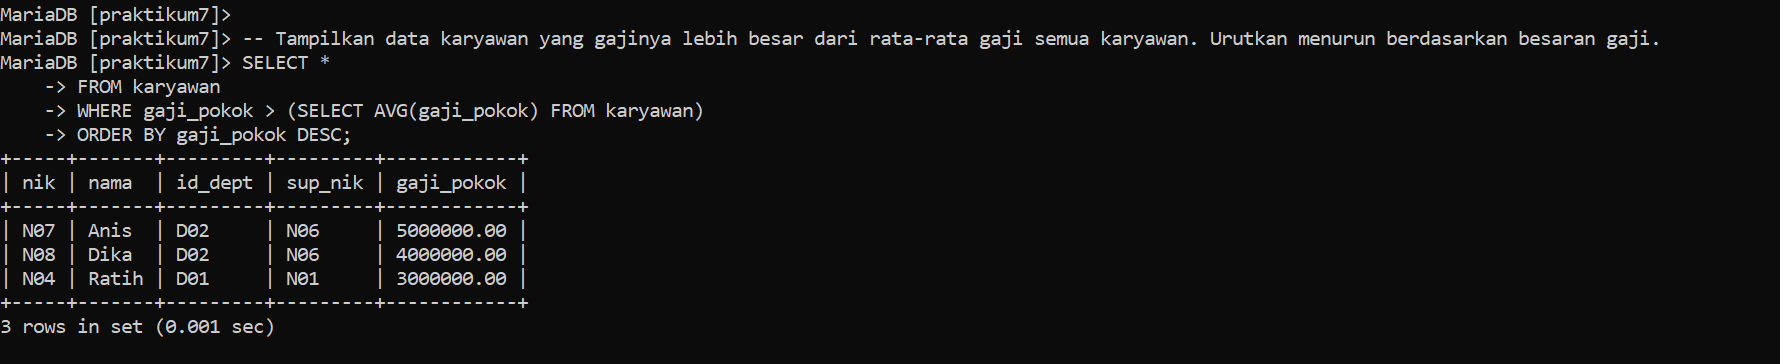 MariaDB [praktikum7]>
MariaDB [praktikum7]> -- Tampilkan data karyawan yang gajinya lebih besar dari rata-rata gaji semua karyawan. Urutkan menurun berdasarkan besaran gaji.
MariaDB [praktikum7]> SELECT *
    -> FROM karyawan
    -> WHERE gaji_pokok > (SELECT AVG(gaji_pokok) FROM karyawan)
    -> ORDER BY gaji_pokok DESC;
+-----+-------+---------+---------+------------+
| nik | nama  | id_dept | sup_nik | gaji_pokok |
+-----+-------+---------+---------+------------+
| N07 | Anis  | D02     | N06     | 5000000.00 |
| N08 | Dika  | D02     | N06     | 4000000.00 |
| N04 | Ratih | D01     | N01     | 3000000.00 |
+-----+-------+---------+---------+------------+
3 rows in set (0.001 sec)